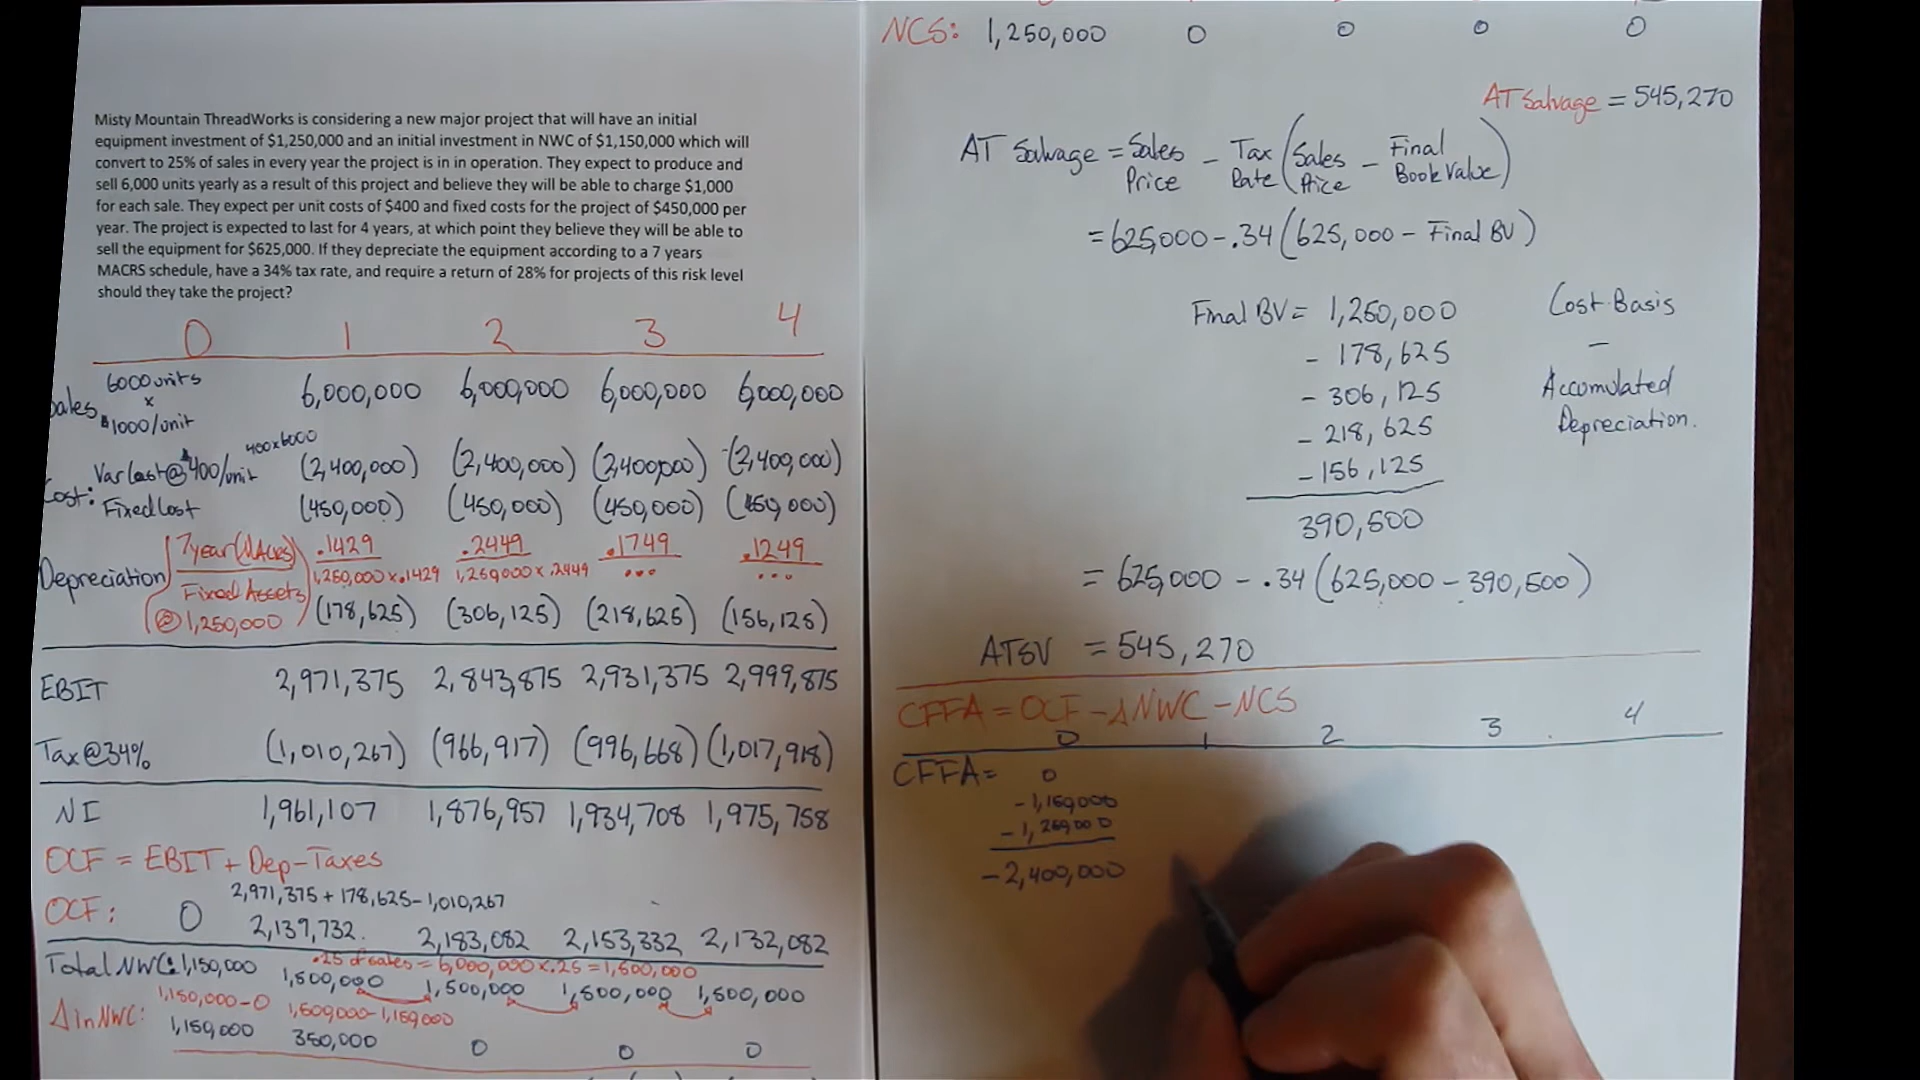 Misty Mountain ThreadWorks is considering a new major project that will have an initial
equipment investment of $1,250,000 and an initial investment in NWC of $1,150,000 which will
convert to 25% of sales in every year the project is in in operation. They expect to produce and
sell 6,000 units yearly as a result of this project and believe they will be able to charge $1,000
for each sale. They expect per unit costs of $400 and fixed costs for the project of $450,000 per
year. The project is expected to last for 4 years, at which point they believe they will be able to
sell the equipment for $625,000. If they depreciate the equipment according to a 7 years
MACRS schedule, have a 34% tax rate, and require a return of 28% for projects of this risk level
should they take the project?
0 1 2 3 4
6000 units
x
Sales $1000/unit 6,000,000 6,000,000 6,000,000 6,000,000
400x6000
Cost: Var Cost @ $400/unit (2,400,000) (2,400,000) (2,400,000) (2,400,000)
Fixed Cost (450,000) (450,000) (450,000) (450,000)
7 year (MACRS) .1429 .2449 .1749 .1249
Depreciation Fixed Assets 1,250,000 x .1429 1,250,000 x .2449 ... ...
@ 1,250,000 (178,625) (306,125) (218,625) (156,125)
EBIT 2,971,375 2,843,875 2,931,375 2,999,875
Tax @ 34% (1,010,267) (966,917) (996,668) (1,017,918)
NI 1,961,107 1,876,957 1,934,708 1,975,758
OCF = EBIT + Dep - Taxes
2,971,375 + 178,625 - 1,010,267
OCF: 0 2,139,732. 2,183,082 2,153,332 2,132,082
.25 of sales = 6,000,000 x .25 = 1,500,000
Total NWC: 1,150,000 1,500,000 1,500,000 1,500,000 1,500,000
1,150,000 - 0 1,500,000 - 1,150,000
Δ in NWC: 1,150,000 350,000 0 0 0
NCS: 1,250,000 0 0 0 0
AT Salvage = 545,270
AT Salvage = Sales Price - Tax Rate (Sales Price - Final Book Value)
= 625,000 - .34 (625,000 - Final BV)
Final BV = 1,250,000 Cost Basis
- 178,625 -
- 306,125 Accumulated
- 218,625 Depreciation.
- 156,125
390,500
= 625,000 - .34 (625,000 - 390,500)
ATSV = 545,270
CFFA = OCF - ΔNWC - NCS
0 1 2 3 4
CFFA = 0
- 1,150,000
- 1,250,000
- 2,400,000